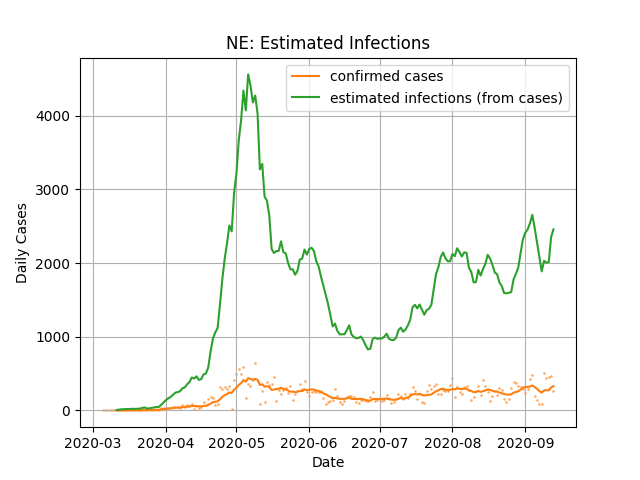 NE: Estimated Infections
confirmed cases
estimated infections (from cases)
Daily Cases
4000
3000
2000
1000
0
2020-03 2020-04 2020-05 2020-06 2020-07 2020-08 2020-09
Date